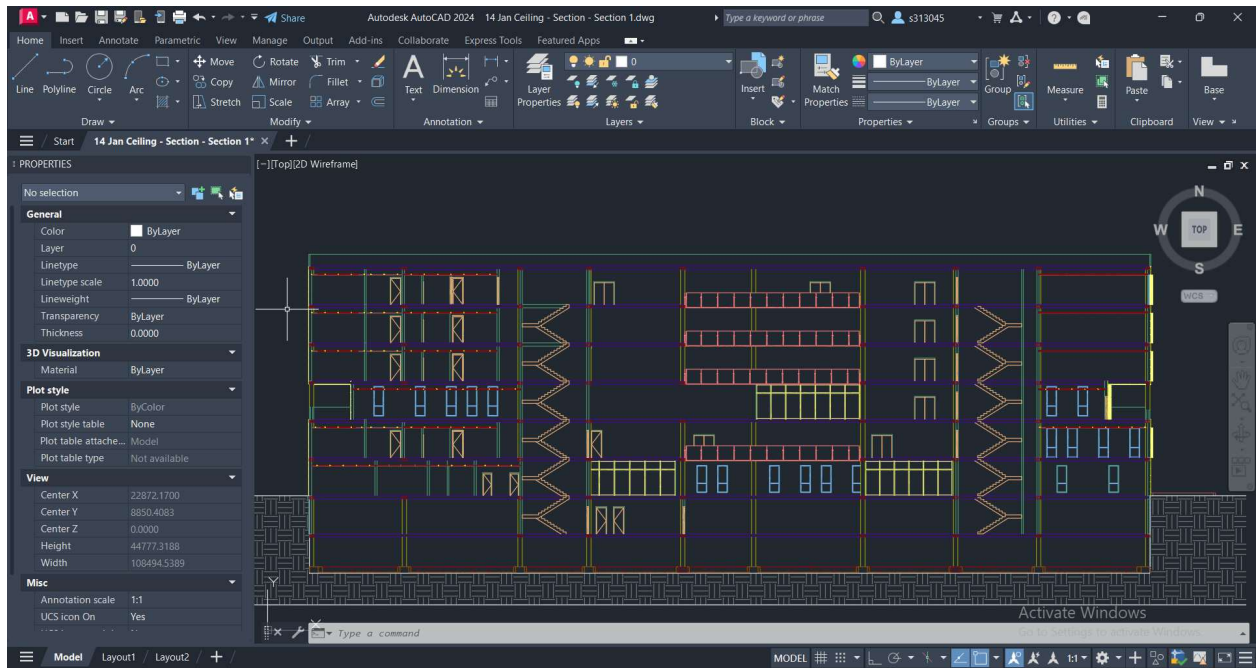 A Share Autodesk AutoCAD 2024 14 Jan Ceiling - Section - Section 1.dwg Type a keyword or phrase s313045
Home Insert Annotate Parametric View Manage Output Add-ins Collaborate Express Tools Featured Apps
Line Polyline Circle Arc
Move Rotate Trim
Copy Mirror Fillet
Stretch Scale Array
Text Dimension
Layer Properties
0
Insert
Match Properties
ByLayer
ByLayer
ByLayer
Group
Measure
Paste
Base
Draw Modify Annotation Layers Block Properties Groups Utilities Clipboard View
Start 14 Jan Ceiling - Section - Section 1*
PROPERTIES
[-][Top][2D Wireframe]
No selection
General
Color ByLayer
Layer 0
Linetype ByLayer
Linetype scale 1.0000
Lineweight ByLayer
Transparency ByLayer
Thickness 0.0000
3D Visualization
Material ByLayer
Plot style
Plot style ByColor
Plot style table None
Plot table attache... Model
Plot table type Not available
View
Center X 22872.1700
Center Y 8850.4083
Center Z 0.0000
Height 44777.3188
Width 108494.5389
Misc
Annotation scale 1:1
UCS icon On Yes
N
W TOP E
S
WCS
Y
X
Activate Windows
Go to Settings to activate Windows.
Type a command
Model Layout1 Layout2
MODEL 1:1